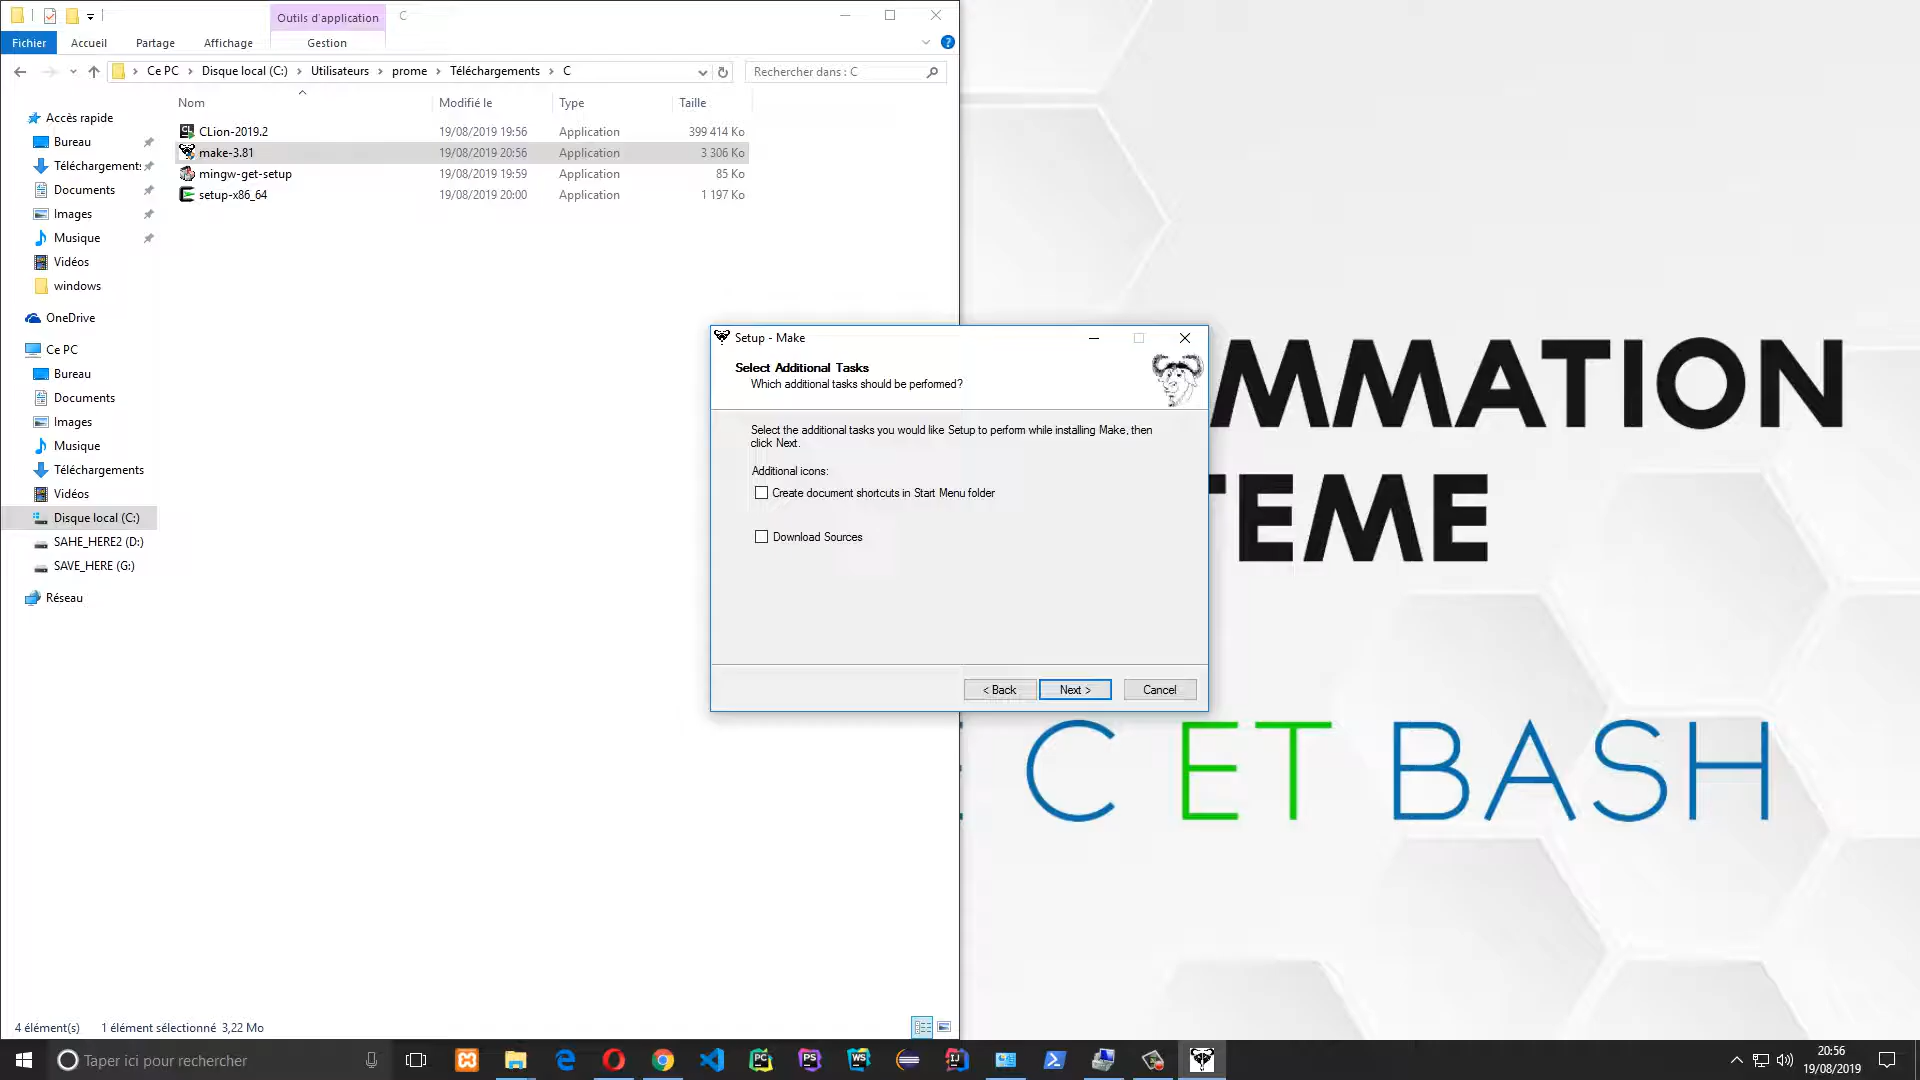 Outils d'application
C
Fichier
Accueil
Partage
Affichage
Gestion
Ce PC
Disque local (C:)
Utilisateurs
prome
Téléchargements
C
Rechercher dans : C
Nom
Modifié le
Type
Taille
CLion-2019.2
19/08/2019 19:56
Application
399 414 Ko
make-3.81
19/08/2019 20:56
Application
3 306 Ko
mingw-get-setup
19/08/2019 19:59
Application
85 Ko
setup-x86_64
19/08/2019 20:00
Application
1 197 Ko
Accès rapide
Bureau
Téléchargements
Documents
Images
Musique
Vidéos
windows
OneDrive
Ce PC
Bureau
Documents
Images
Musique
Téléchargements
Vidéos
Disque local (C:)
SAHE_HERE2 (D:)
SAVE_HERE (G:)
Réseau
Setup - Make
Select Additional Tasks
Which additional tasks should be performed?
Select the additional tasks you would like Setup to perform while installing Make, then
click Next.
Additional icons:
Create document shortcuts in Start Menu folder
Download Sources
< Back
Next >
Cancel
MMATION
TEME
C ET BASH
4 élément(s)
1 élément sélectionné 3,22 Mo
Taper ici pour rechercher
PC
PS
WS
IJ
20:56
19/08/2019